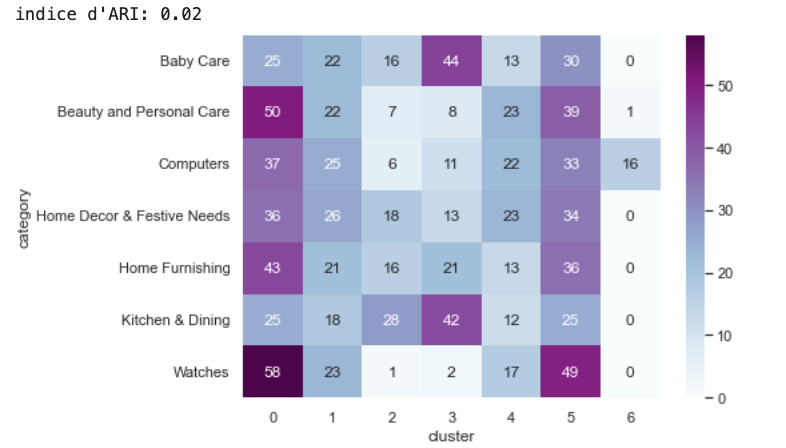 indice d'ARI: 0.02
Baby Care 25 22 16 44 13 30 0
Beauty and Personal Care 50 22 7 8 23 39 1
Computers 37 25 6 11 22 33 16
Home Decor & Festive Needs 36 26 18 13 23 34 0
Home Furnishing 43 21 16 21 13 36 0
Kitchen & Dining 25 18 28 42 12 25 0
Watches 58 23 1 2 17 49 0
0 1 2 3 4 5 6
cluster
category
50
40
30
20
10
0